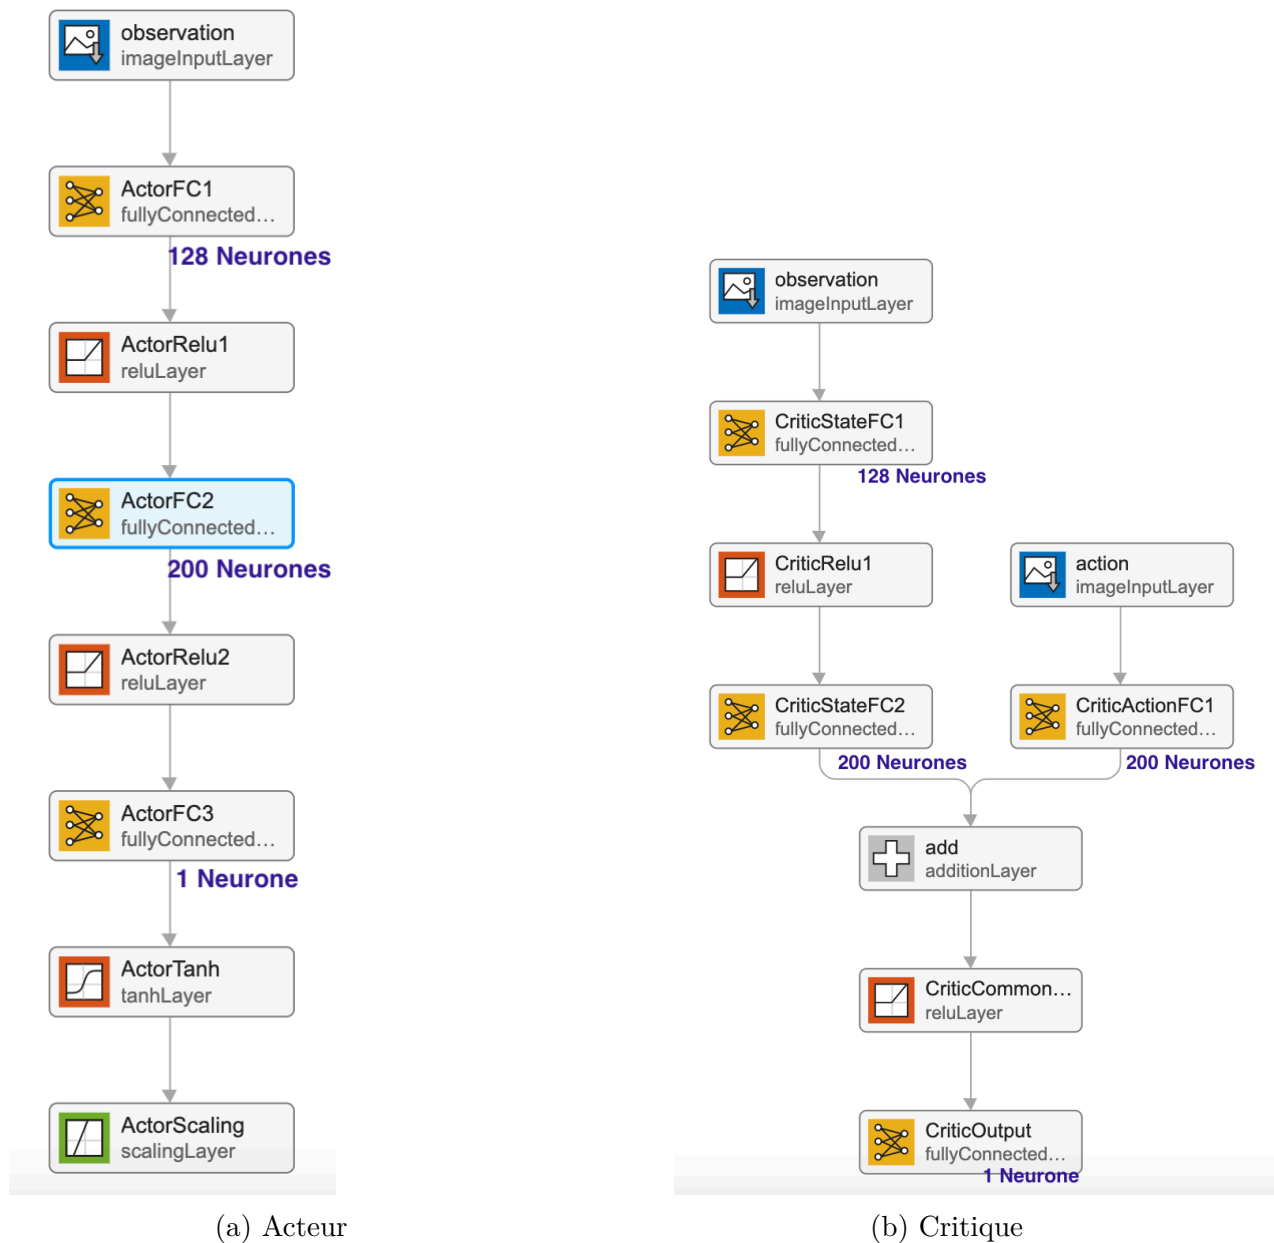 observation
imageInputLayer
ActorFC1
fullyConnected...
128 Neurones
ActorRelu1
reluLayer
ActorFC2
fullyConnected...
200 Neurones
ActorRelu2
reluLayer
ActorFC3
fullyConnected...
1 Neurone
ActorTanh
tanhLayer
ActorScaling
scalingLayer
(a) Acteur
observation
imageInputLayer
CriticStateFC1
fullyConnected...
128 Neurones
CriticRelu1
reluLayer
action
imageInputLayer
CriticStateFC2
fullyConnected...
200 Neurones
CriticActionFC1
fullyConnected...
200 Neurones
add
additionLayer
CriticCommon...
reluLayer
CriticOutput
fullyConnected...
1 Neurone
(b) Critique